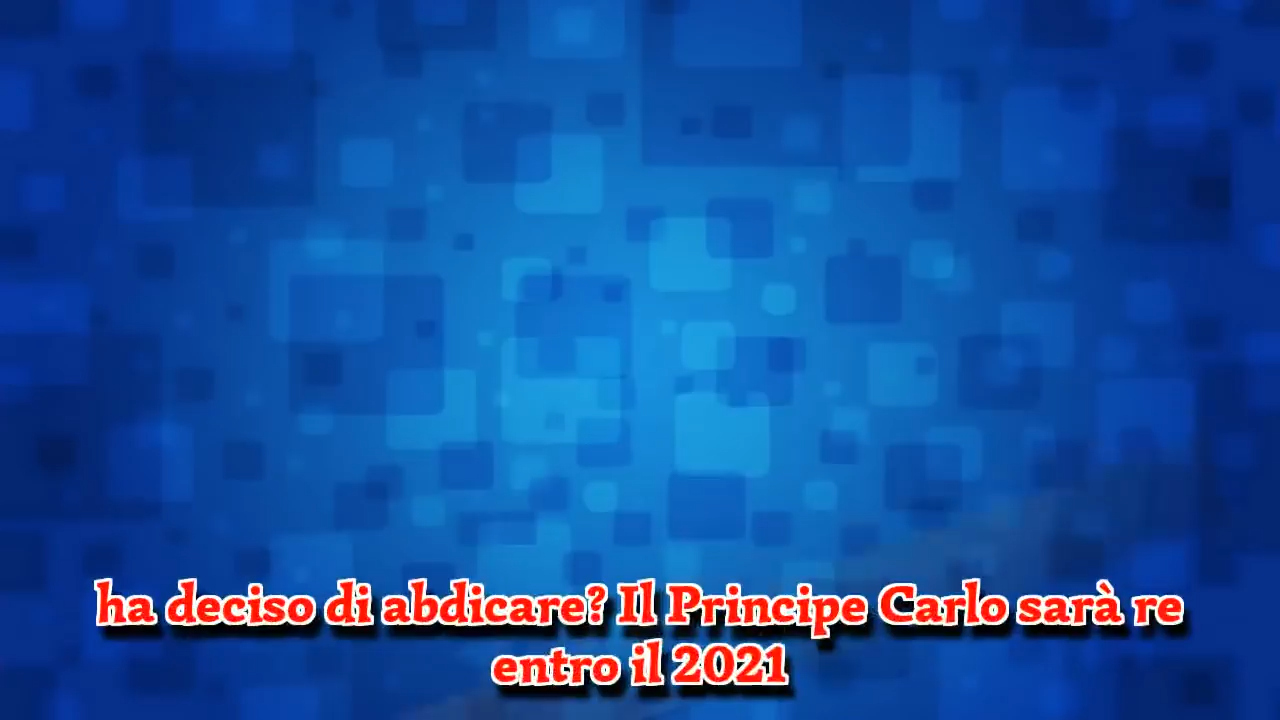 ha deciso di abdicare? Il Principe Carlo sarà re
entro il 2021